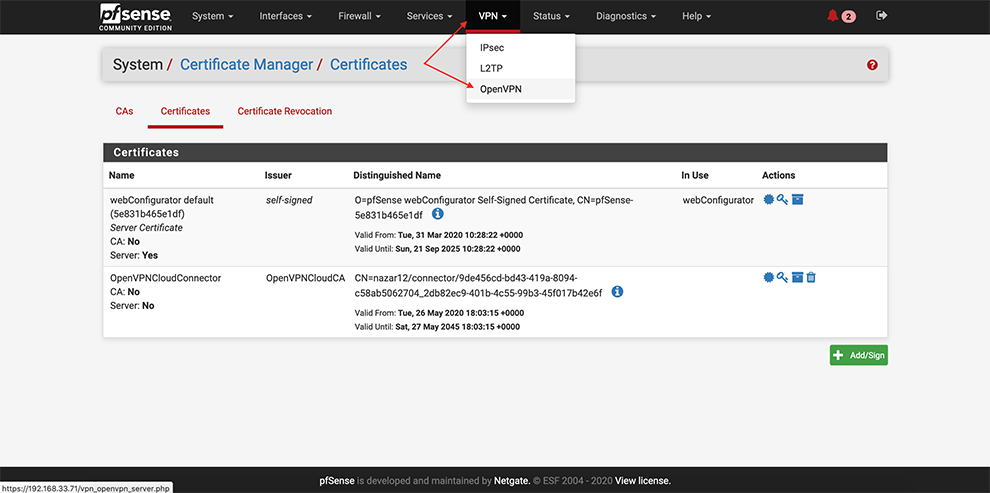 pfSense
COMMUNITY EDITION
System Interfaces Firewall Services VPN Status Diagnostics Help 2
IPsec
L2TP
OpenVPN
System / Certificate Manager / Certificates
CAs Certificates Certificate Revocation
Certificates
Name Issuer Distinguished Name In Use Actions
webConfigurator default self-signed O=pfSense webConfigurator Self-Signed Certificate, CN=pfSense- webConfigurator
(5e831b465e1df) 5e831b465e1df
Server Certificate Valid From: Tue, 31 Mar 2020 10:28:22 +0000
CA: No Valid Until: Sun, 21 Sep 2025 10:28:22 +0000
Server: Yes
OpenVPNCloudConnector OpenVPNCloudCA CN=nazar12/connector/9de456cd-bd43-419a-8094-
CA: No c58ab5062704_2db82ec9-401b-4c55-99b3-45f017b42e6f
Server: No Valid From: Tue, 26 May 2020 18:03:15 +0000
Valid Until: Sat, 27 May 2045 18:03:15 +0000
Add/Sign
pfSense is developed and maintained by Netgate. © ESF 2004 - 2020 View license.
https://192.168.33.71/vpn_openvpn_server.php